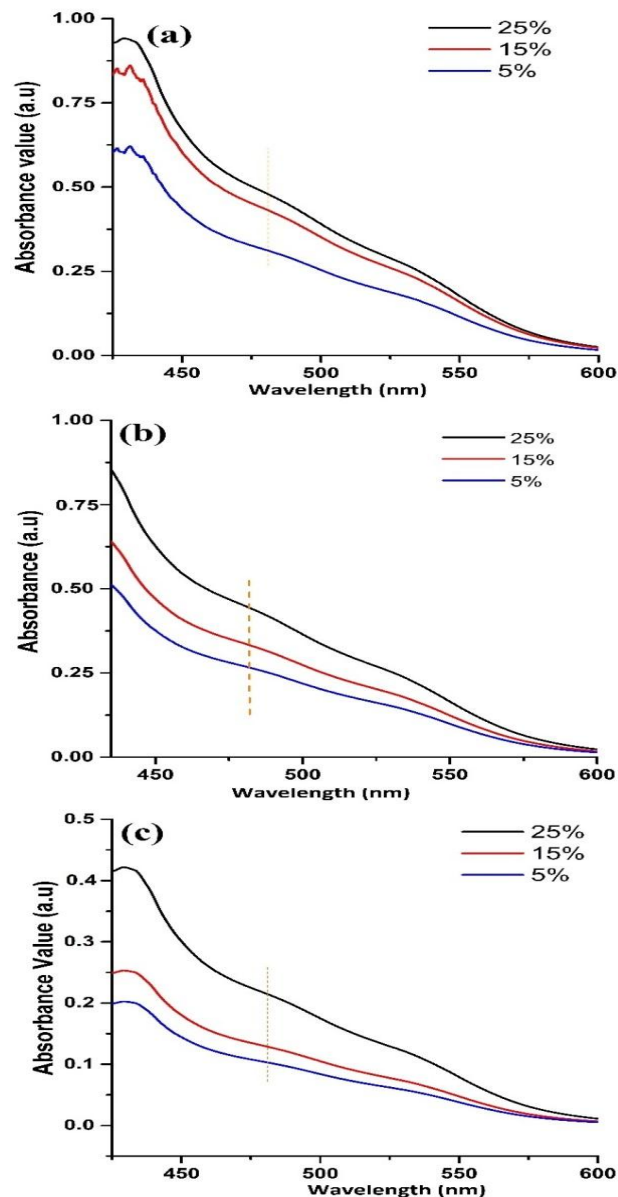 (a)
25%
15%
5%
Absorbance value (a.u)
1.00
0.75
0.50
0.25
0.00
450 500 550 600
Wavelength (nm)
(b)
25%
15%
5%
Absorbance (a.u)
1.00
0.75
0.50
0.25
0.00
450 500 550 600
Wavelength (nm)
(c)
25%
15%
5%
Absorbance Value (a.u)
0.5
0.4
0.3
0.2
0.1
0.0
450 500 550 600
Wavelength (nm)